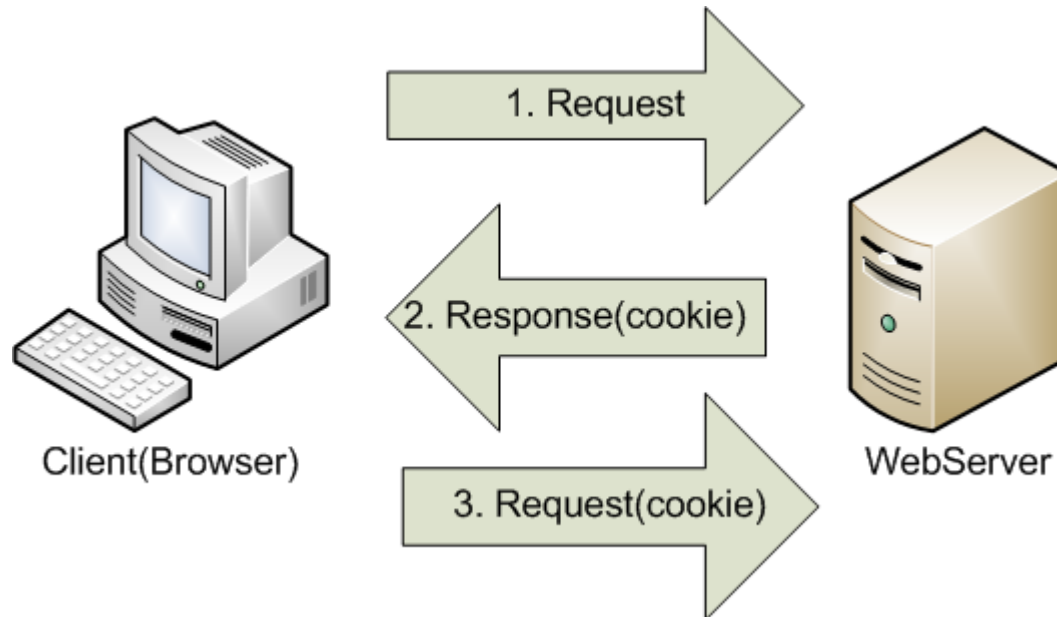 1. Request
2. Response(cookie)
Client(Browser)
WebServer
3. Request(cookie)